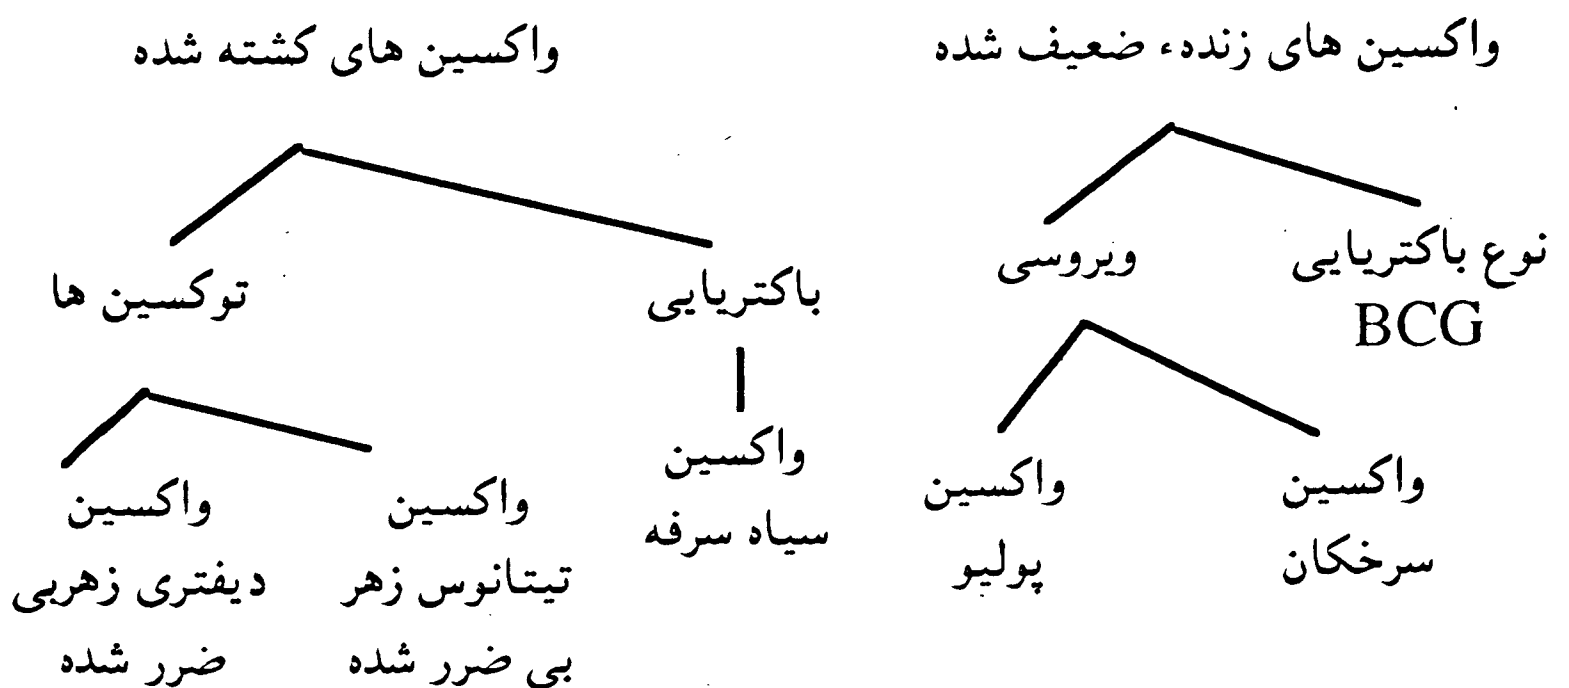 واکسین های زندهء ضعیف شده
واکسین های کشته شده
نوع باکتریایی
BCG
ویروسی
باکتریایی
توکسین ها
واکسین
سرخکان
واکسین
پولیو
واکسین
سیاه سرفه
واکسین
تیتانوس زهر
بی ضرر شده
واکسین
دیفتری زهربی
ضرر شده